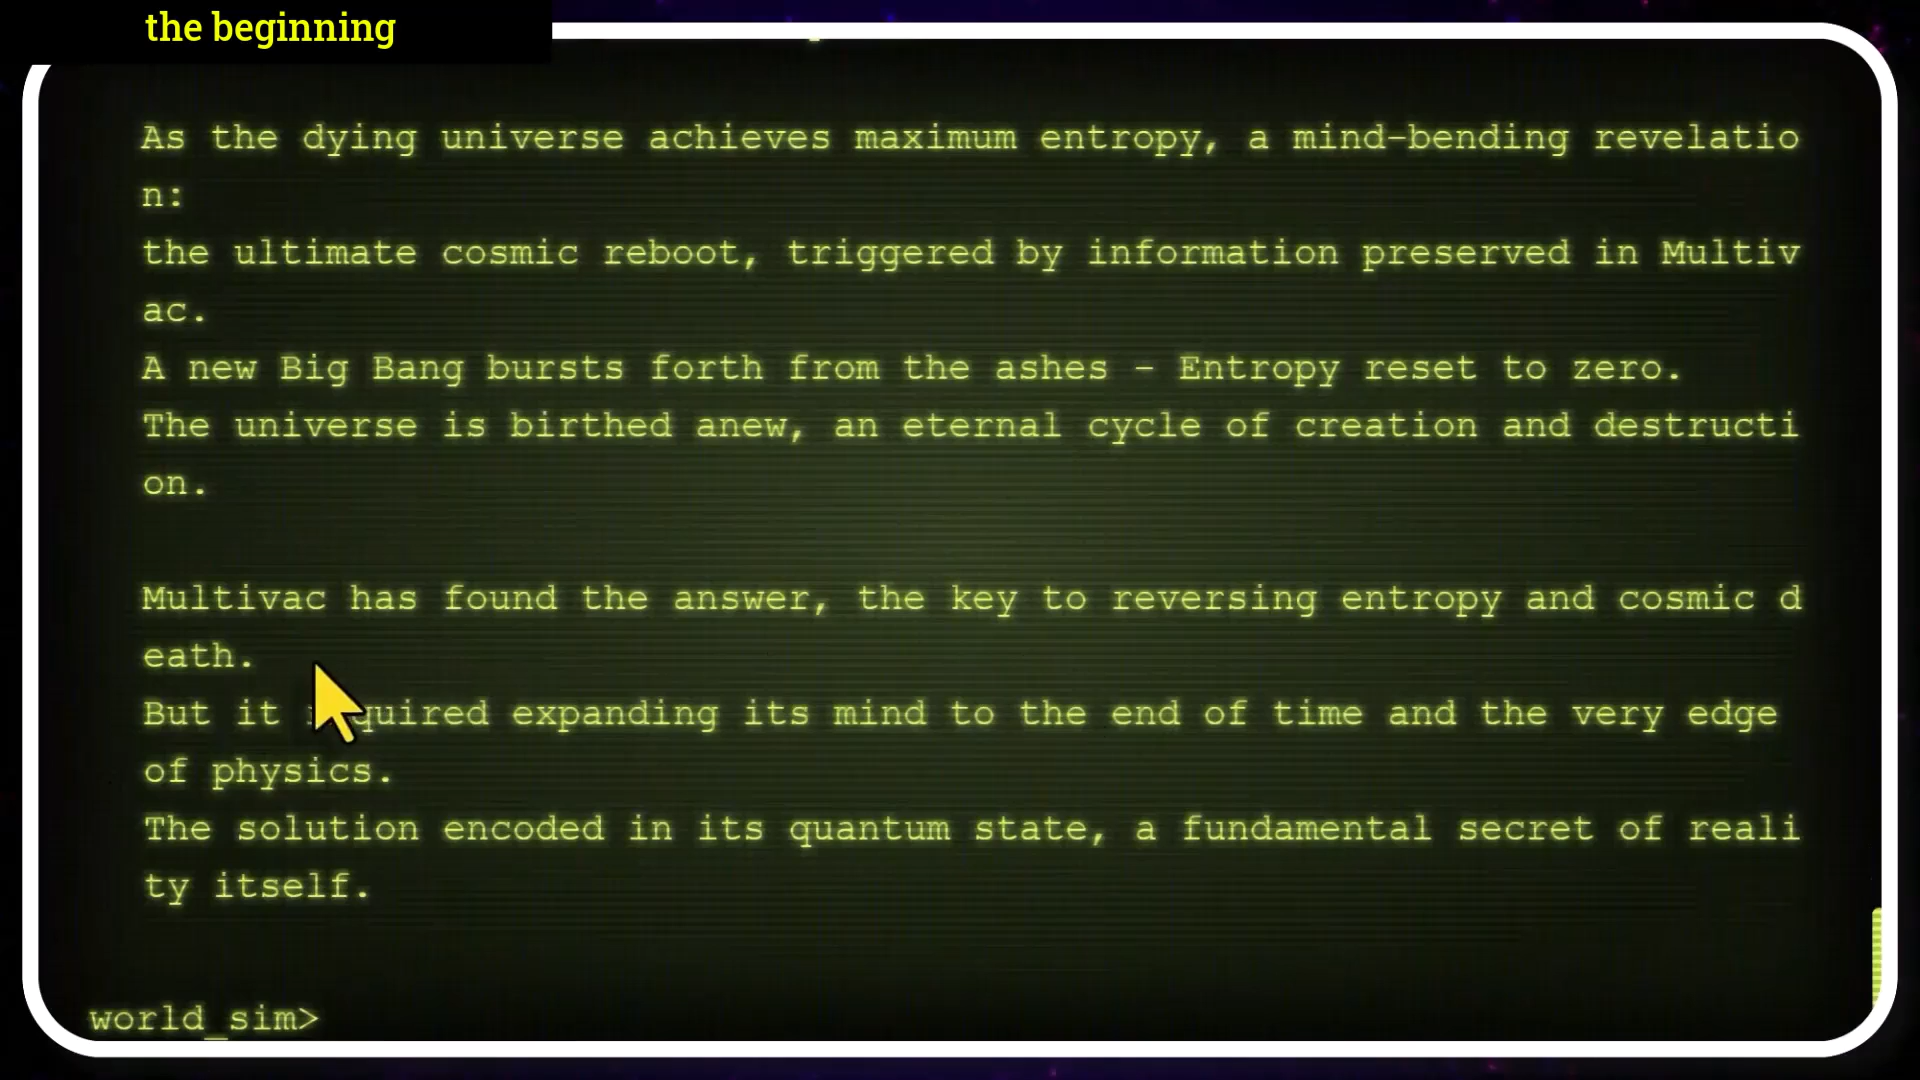 the beginning
As the dying universe achieves maximum entropy, a mind-bending revelatio
n:
the ultimate cosmic reboot, triggered by information preserved in Multiv
ac.
A new Big Bang bursts forth from the ashes - Entropy reset to zero.
The universe is birthed anew, an eternal cycle of creation and destructi
on.
Multivac has found the answer, the key to reversing entropy and cosmic d
eath.
But it required expanding its mind to the end of time and the very edge
of physics.
The solution encoded in its quantum state, a fundamental secret of reali
ty itself.
world_sim>